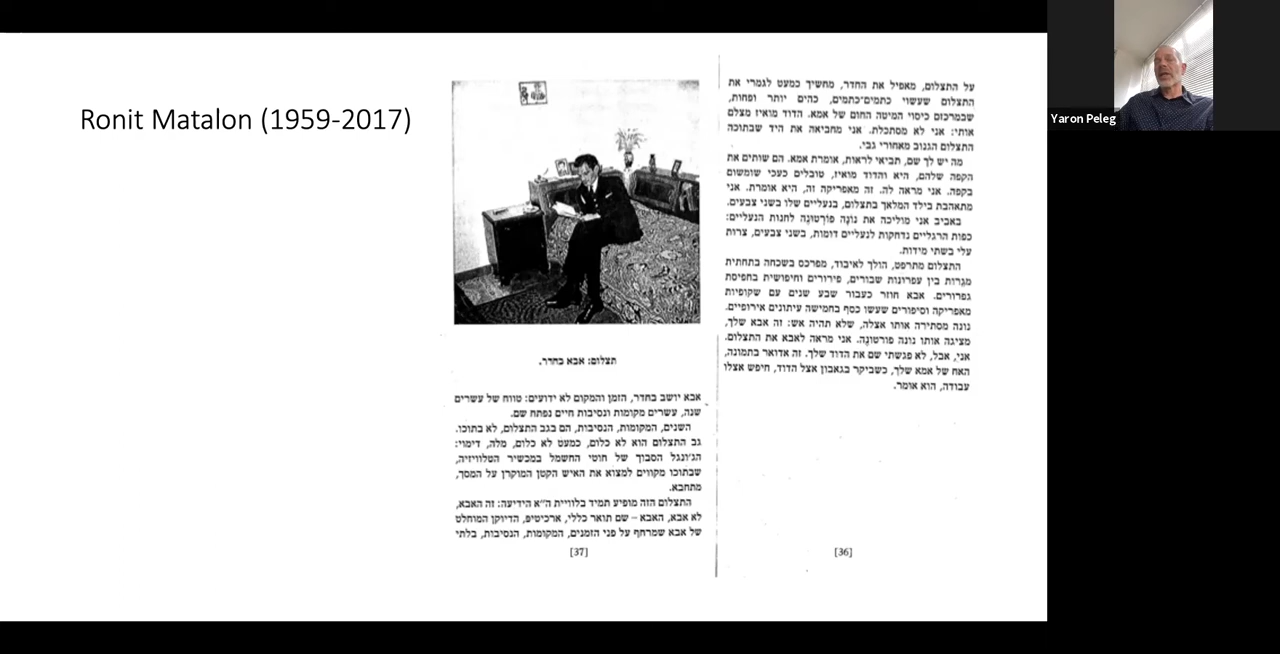 Ronit Matalon (1959-2017)
על התצלום, מאפיל את החדר, מחשיך כמעט לגמרי את
התצלום שעשוי כתמים־כתמים, כהים יותר ופחות,
שבמרכזם כיסוי המיטה החום של אמא. הדוד מואיז מצלם
אותי: אני לא מסתכלת. אני מחביאה את היד שבתוכה
התצלום הגנוב מאחורי גבי.
מה יש לך שם, תביאי לראות, אומרת אמא. הם שותים את
הקפה שלהם, היא והדוד מואיז, טובלים כעכי שומשום
בקפה. אני מראה לה. זה מאפריקה זה, היא אומרת. אני
מתאהבת בילד המלאך בתצלום, בנעליים שלו בשני צבעים.
באביב אני מוליכה את נונה פורטונה לחנות הנעליים:
כפות הרגליים נדחקות לנעליים דומות, בשני צבעים, צרות
עלי בשתי מידות.
התצלום מתרפט, הולך לאיבוד, מפרכס בשכחה בתחתית
מגרות בין עפרונות שבורים, פירורים וחיפושית בחפיסת
גפרורים. אבא חוזר כעבור שבע שנים עם שקופיות
מאפריקה וסיפורים שעשו כסף בחמישה עיתונים אירופיים.
נונה מסתירה אותו אצלה, שלא תהיה אש: זה אבא שלך,
מציגה אותו נונה פורטונה. אני מראה לאבא את התצלום.
אני, אבל, לא פגשתי שם את הדוד שלך. זה אדואר בתמונה,
האח של אמא שלך, כשביקר בגאבון אצל הדוד, חיפש אצלו
עבודה, הוא אומר.
[36]
תצלום: אבא בחדר.
אבא יושב בחדר, הזמן והמקום לא ידועים: טווח של עשרים
שנה, עשרים מקומות ונסיבות חיים נפתח שם.
השנים, המקומות, הנסיבות, הם בגב התצלום, לא בתוכו.
גב התצלום הוא לא כלום, כמעט לא כלום, מלה, דימוי:
הג'ונגל הסבוך של חוטי החשמל במכשיר הטלוויזיה,
שבתוכו מקווים למצוא את האיש הקטן המוקרן על המסך,
מתחבא.
התצלום הזה מופיע תמיד בלוויית ה"א הידיעה: זה האבא,
לא אבא, האבא – שם תואר כללי, ארכיטיפ, הדיוקן המוחלט
של אבא שמרחף על פני הזמנים, המקומות, הנסיבות, בלתי
[37]
Yaron Peleg